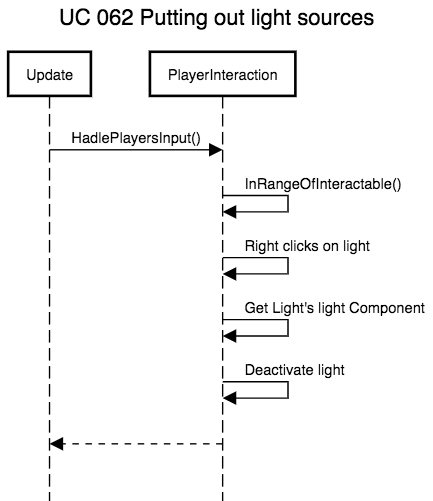 UC 062 Putting out light sources
Update
PlayerInteraction
HadlePlayersInput()
InRangeOfInteractable()
Right clicks on light
Get Light's light Component
Deactivate light